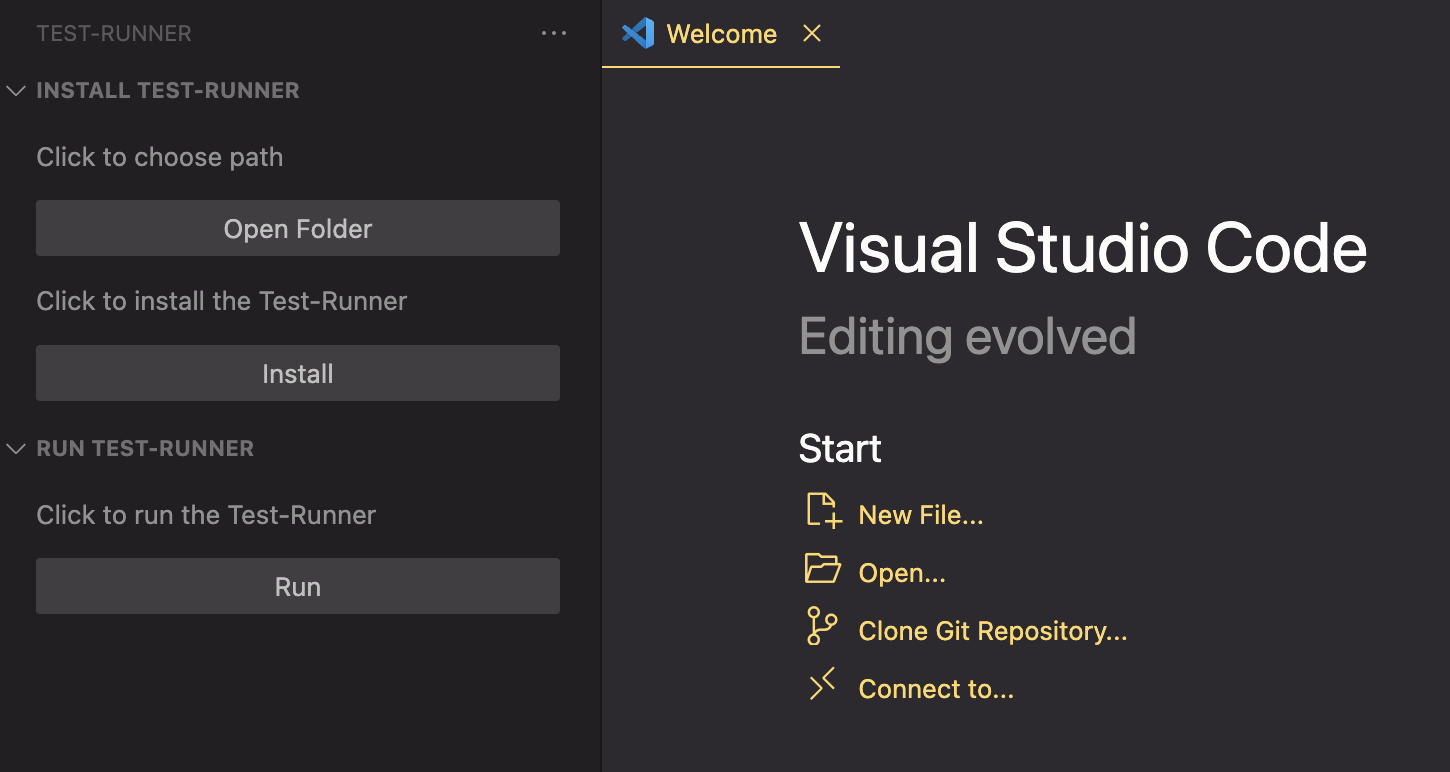 TEST-RUNNER
INSTALL TEST-RUNNER
Click to choose path
Open Folder
Click to install the Test-Runner
Install
RUN TEST-RUNNER
Click to run the Test-Runner
Run
Welcome
Visual Studio Code
Editing evolved
Start
New File...
Open...
Clone Git Repository...
Connect to...